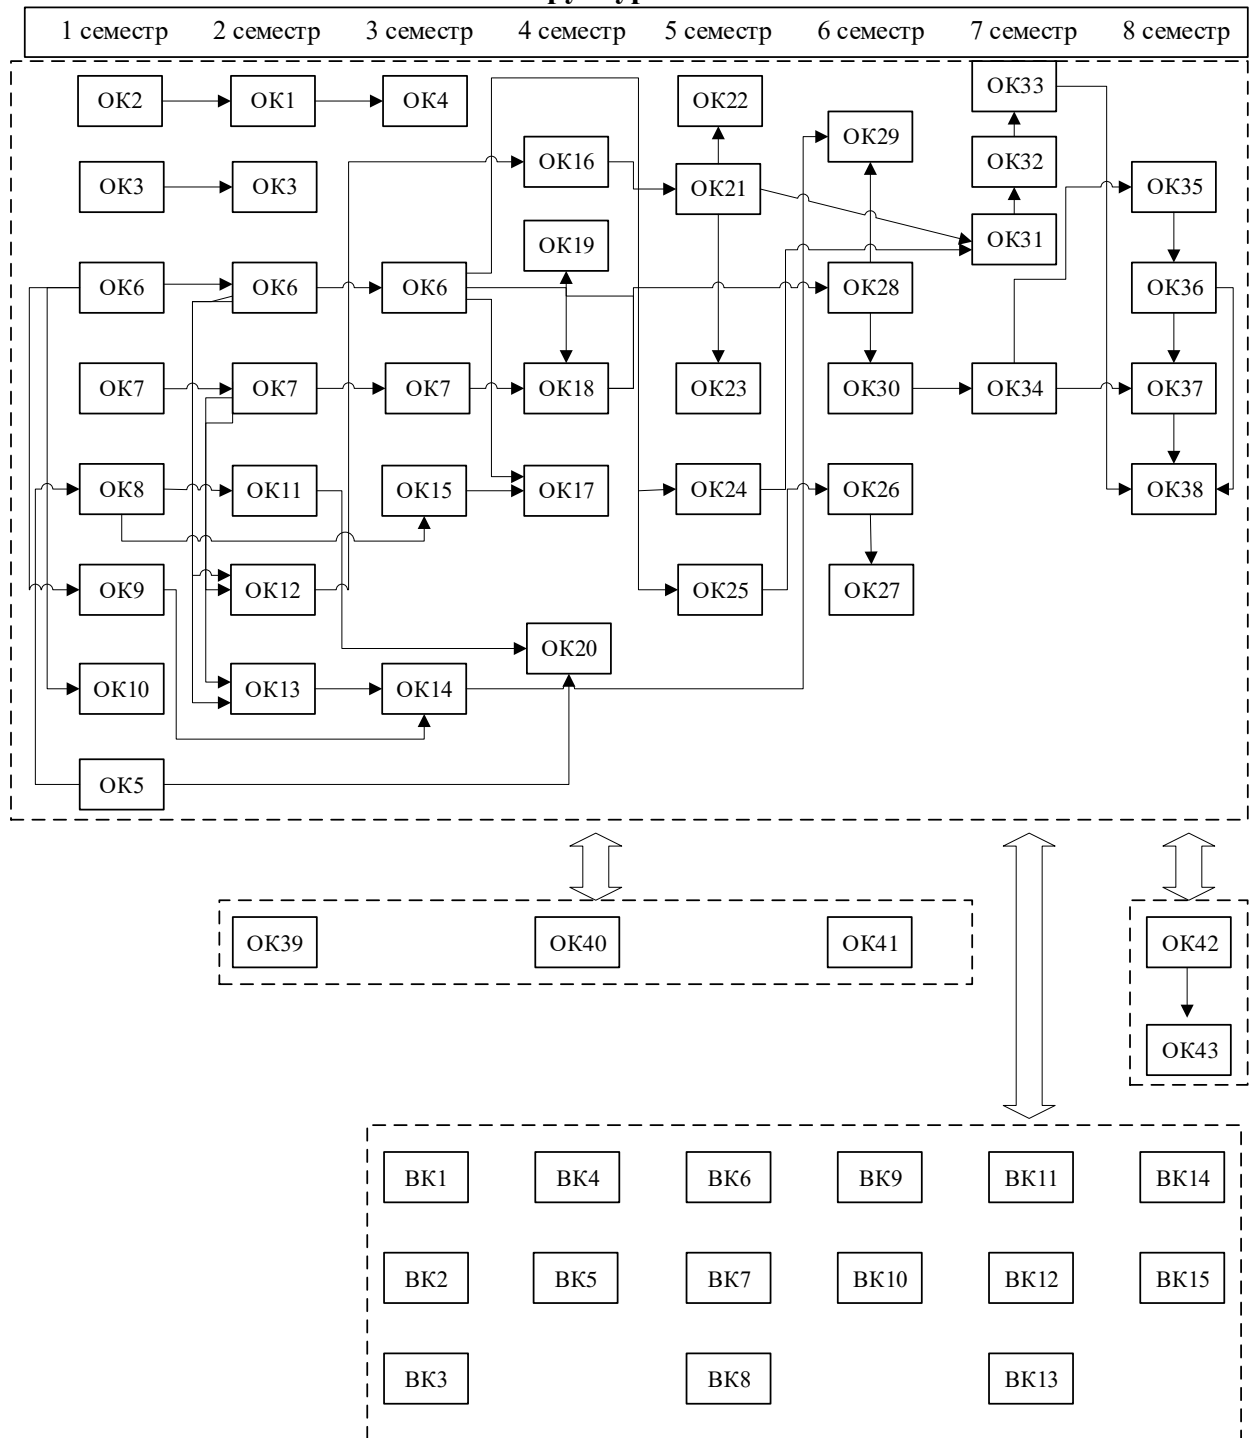 1 семестр 2 семестр 3 семестр 4 семестр 5 семестр 6 семестр 7 семестр 8 семестр
ОК2 ОК1 ОК4 ОК22 ОК33
ОК16 ОК29 ОК32
ОК3 ОК3 ОК21 ОК35
ОК19 ОК31
ОК6 ОК6 ОК6 ОК28 ОК36
ОК7 ОК7 ОК7 ОК18 ОК23 ОК30 ОК34 ОК37
ОК8 ОК11 ОК15 ОК17 ОК24 ОК26 ОК38
ОК9 ОК12 ОК25 ОК27
ОК20
ОК10 ОК13 ОК14
ОК5
ОК39 ОК40 ОК41 ОК42
ОК43
ВК1 ВК4 ВК6 ВК9 ВК11 ВК14
ВК2 ВК5 ВК7 ВК10 ВК12 ВК15
ВК3 ВК8 ВК13